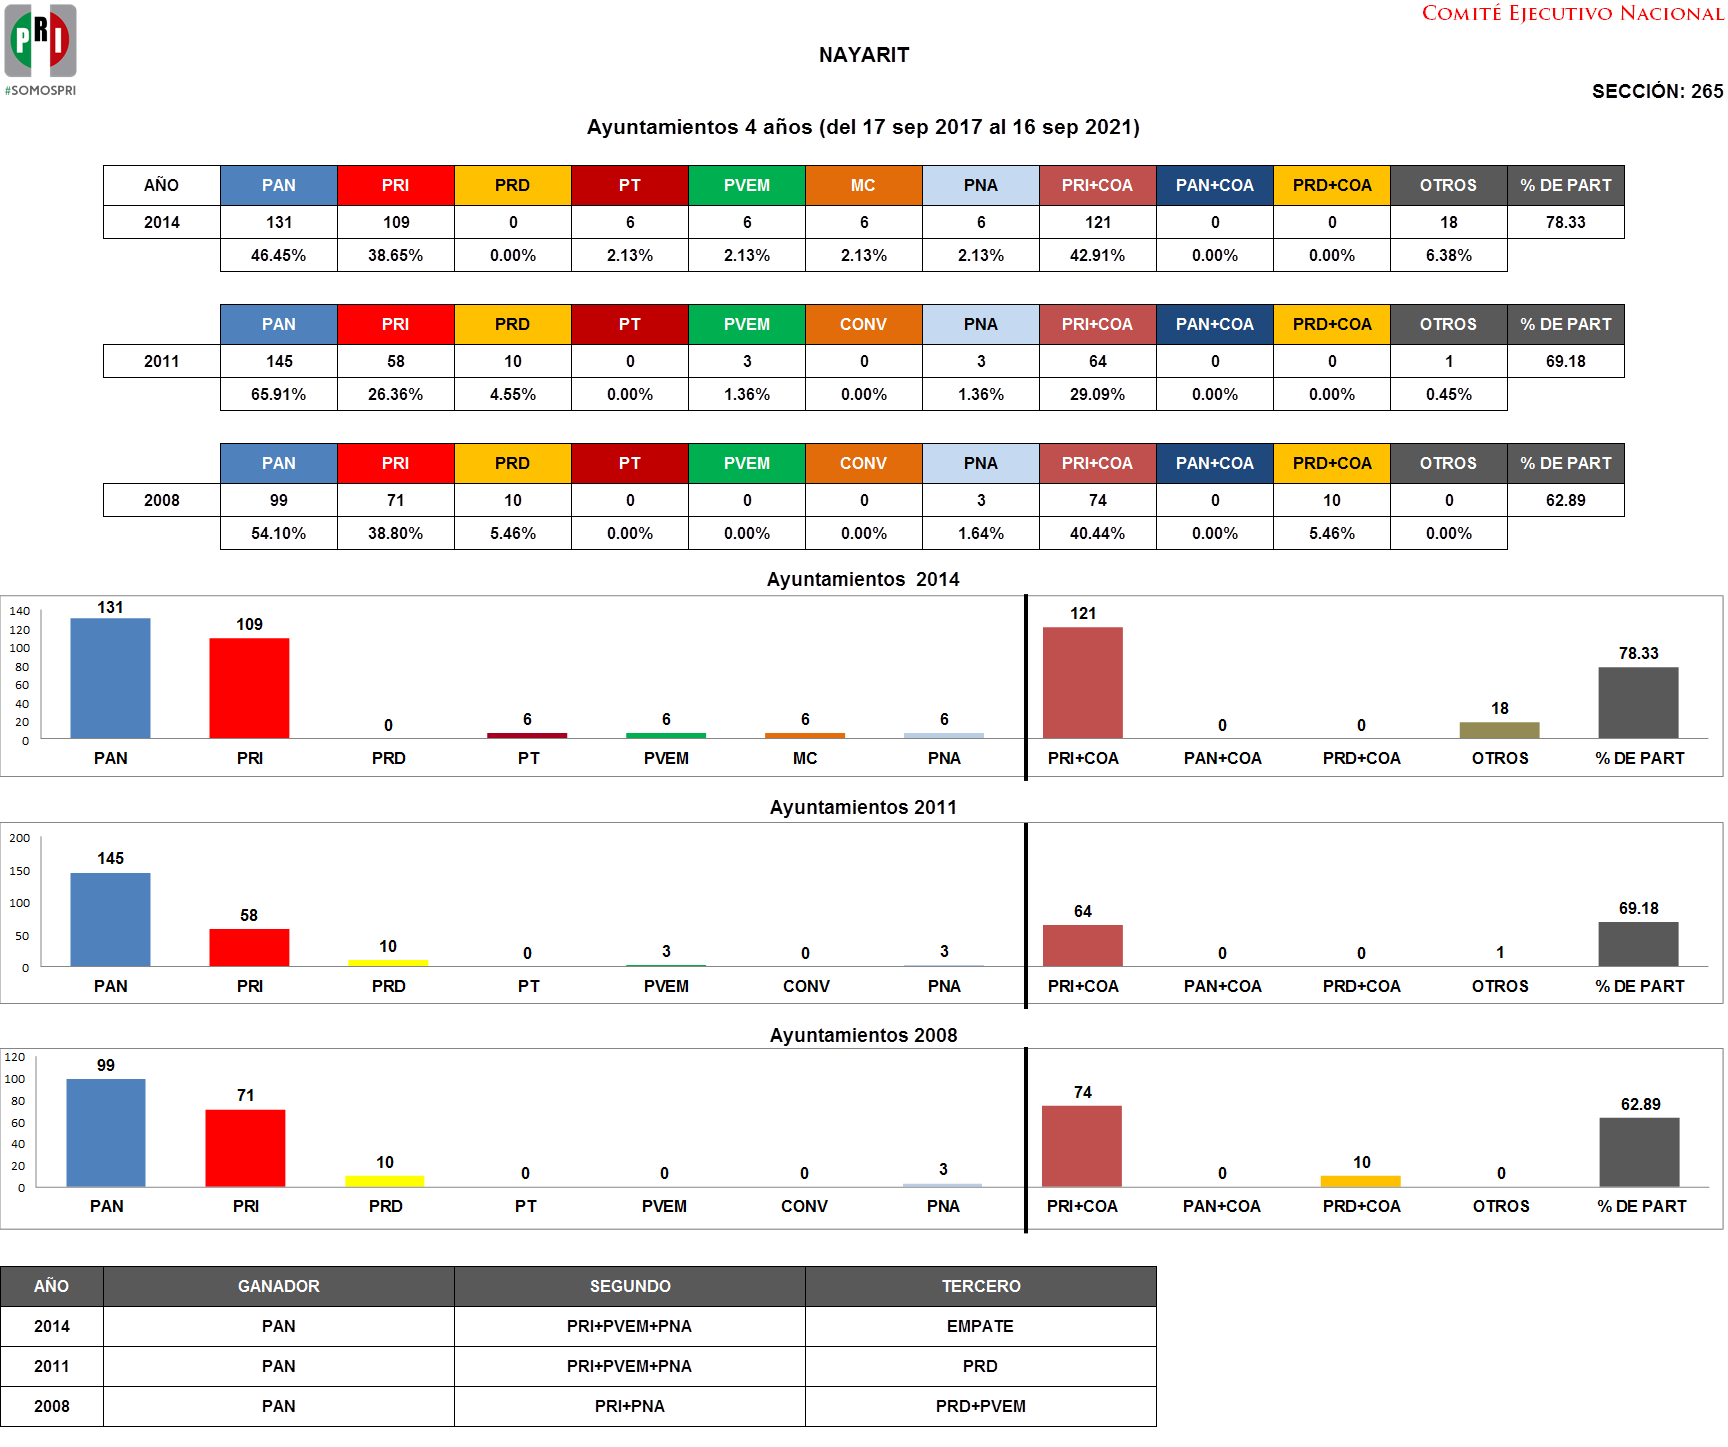 PRI
#SOMOSPRI
COMITÉ EJECUTIVO NACIONAL
NAYARIT
SECCIÓN: 265
Ayuntamientos 4 años (del 17 sep 2017 al 16 sep 2021)
AÑO PAN PRI PRD PT PVEM MC PNA PRI+COA PAN+COA PRD+COA OTROS % DE PART
2014 131 109 0 6 6 6 6 121 0 0 18 78.33
46.45% 38.65% 0.00% 2.13% 2.13% 2.13% 2.13% 42.91% 0.00% 0.00% 6.38%
PAN PRI PRD PT PVEM CONV PNA PRI+COA PAN+COA PRD+COA OTROS % DE PART
2011 145 58 10 0 3 0 3 64 0 0 1 69.18
65.91% 26.36% 4.55% 0.00% 1.36% 0.00% 1.36% 29.09% 0.00% 0.00% 0.45%
PAN PRI PRD PT PVEM CONV PNA PRI+COA PAN+COA PRD+COA OTROS % DE PART
2008 99 71 10 0 0 0 3 74 0 10 0 62.89
54.10% 38.80% 5.46% 0.00% 0.00% 0.00% 1.64% 40.44% 0.00% 5.46% 0.00%
Ayuntamientos 2014
140
120
100
80
60
40
20
0
131 109 0 6 6 6 6 121 0 0 18 78.33
PAN PRI PRD PT PVEM MC PNA PRI+COA PAN+COA PRD+COA OTROS % DE PART
Ayuntamientos 2011
200
150
100
50
0
145 58 10 0 3 0 3 64 0 0 1 69.18
PAN PRI PRD PT PVEM CONV PNA PRI+COA PAN+COA PRD+COA OTROS % DE PART
Ayuntamientos 2008
120
100
80
60
40
20
0
99 71 10 0 0 0 3 74 0 10 0 62.89
PAN PRI PRD PT PVEM CONV PNA PRI+COA PAN+COA PRD+COA OTROS % DE PART
AÑO GANADOR SEGUNDO TERCERO
2014 PAN PRI+PVEM+PNA EMPATE
2011 PAN PRI+PVEM+PNA PRD
2008 PAN PRI+PNA PRD+PVEM